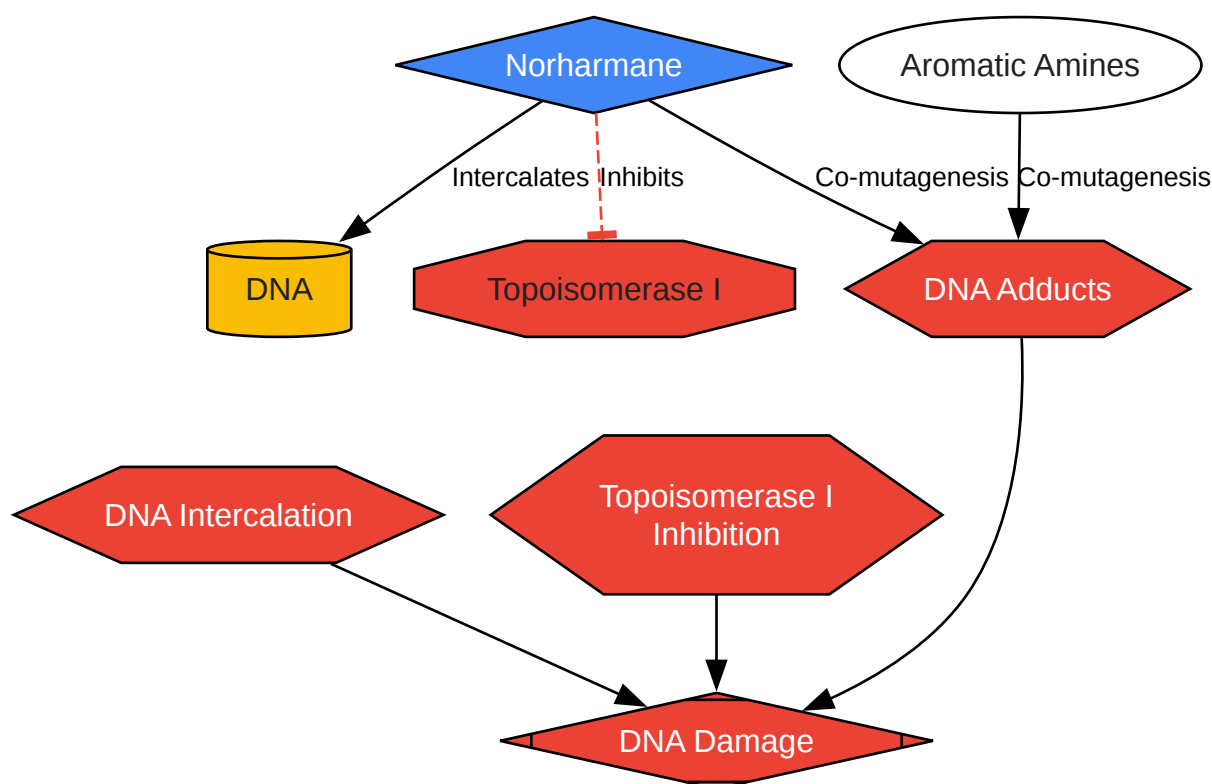 Norharmane
Aromatic Amines
Intercalates
Inhibits
Co-mutagenesis
Co-mutagenesis
DNA
Topoisomerase I
DNA Adducts
DNA Intercalation
Topoisomerase I
Inhibition
DNA Damage